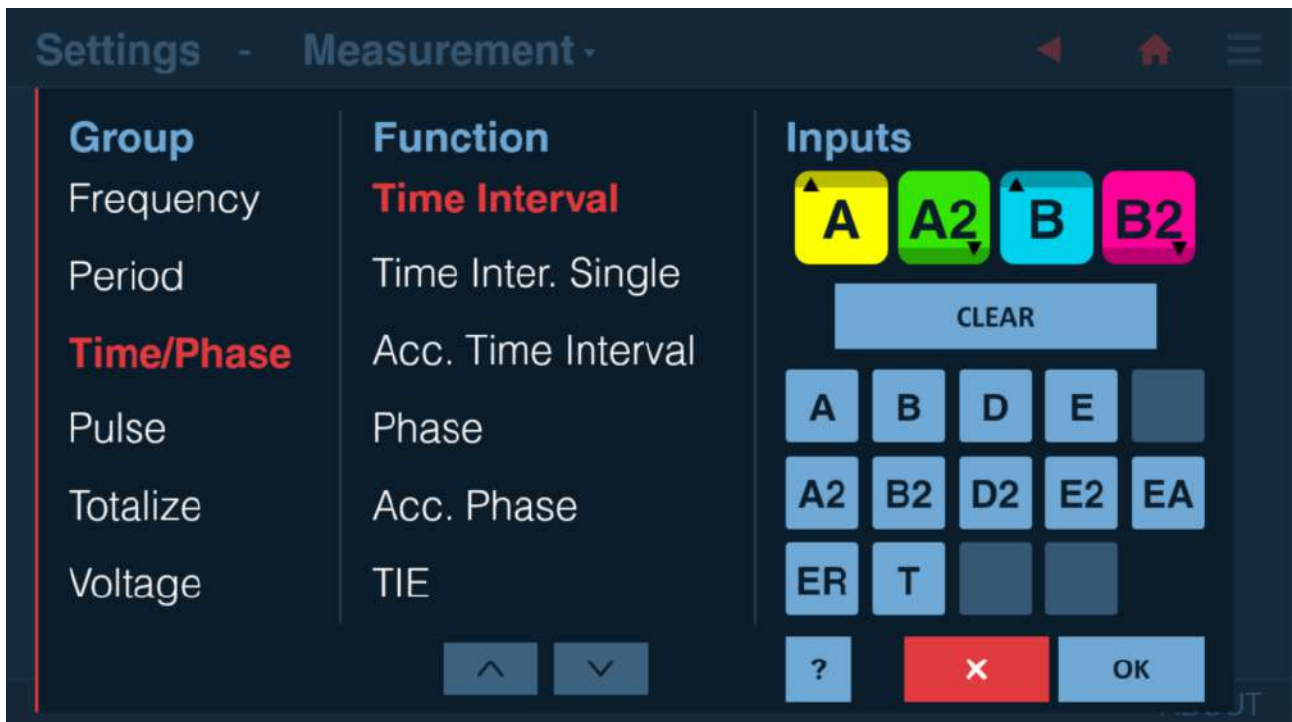 Settings - Measurement
Group
Frequency
Period
Time/Phase
Pulse
Totalize
Voltage
Function
Time Interval
Time Inter. Single
Acc. Time Interval
Phase
Acc. Phase
TIE
Inputs
A A2 B B2
CLEAR
A B D E
A2 B2 D2 E2 EA
ER T
? × OK
ABOUT